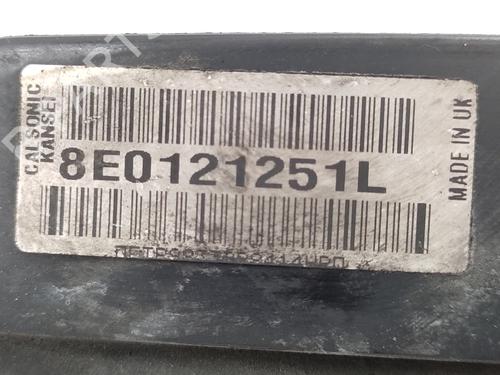 CALSONIC
KANSEI
8E0121251L
MADE IN UK